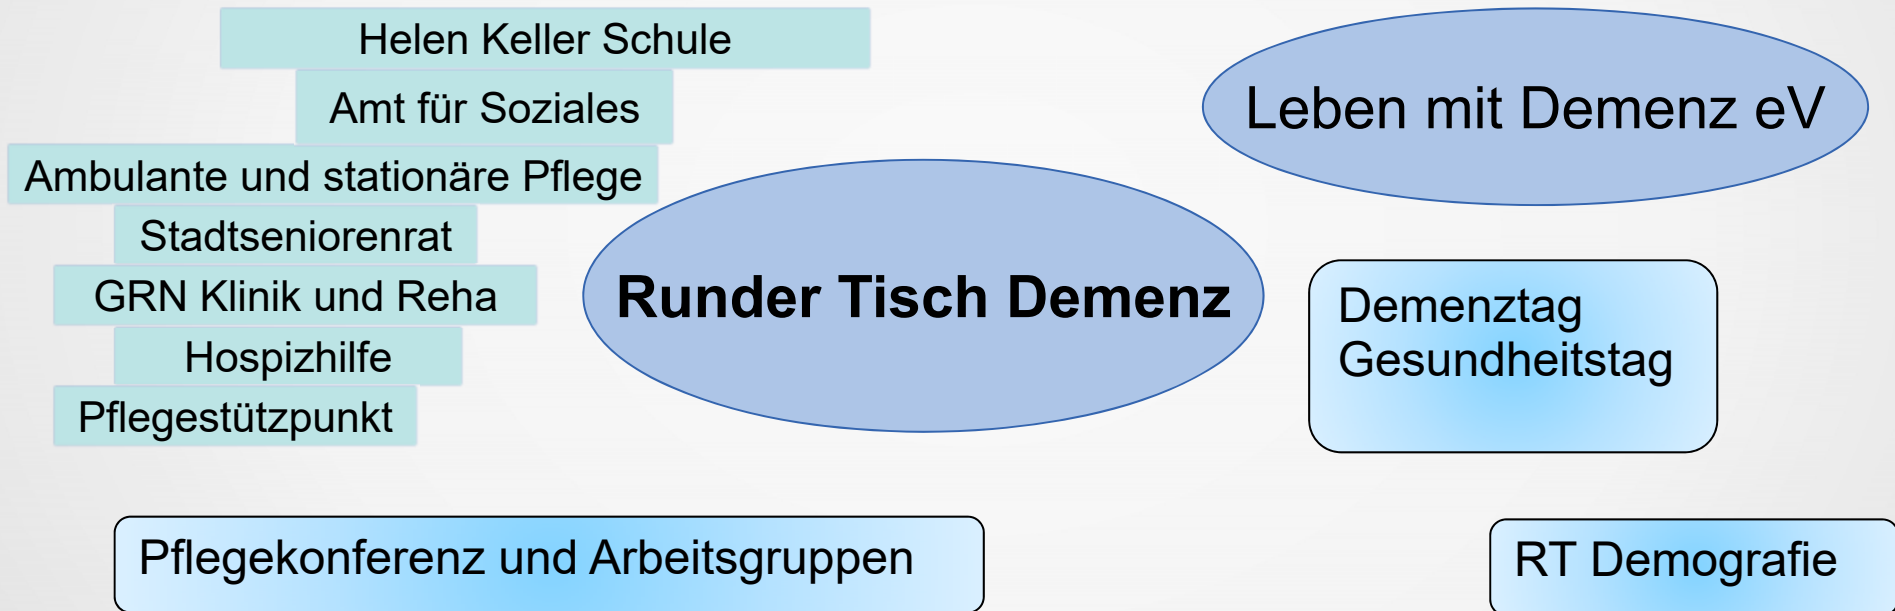 Helen Keller Schule
Amt für Soziales
Ambulante und stationäre Pflege
Stadtseniorenrat
GRN Klinik und Reha
Hospizhilfe
Pflegestützpunkt
Runder Tisch Demenz
Leben mit Demenz eV
Demenztag
Gesundheitstag
Pflegekonferenz und Arbeitsgruppen
RT Demografie